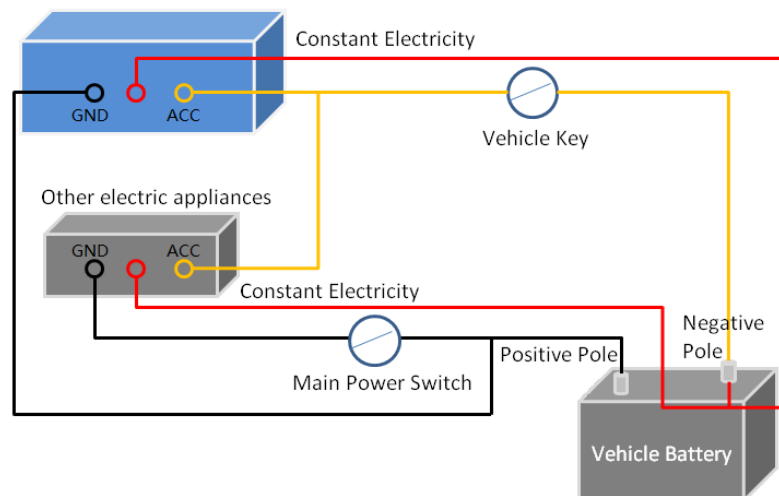 Constant Electricity
GND
ACC
Vehicle Key
Other electric appliances
GND
ACC
Constant Electricity
Negative
Pole
Positive Pole
Main Power Switch
Vehicle Battery